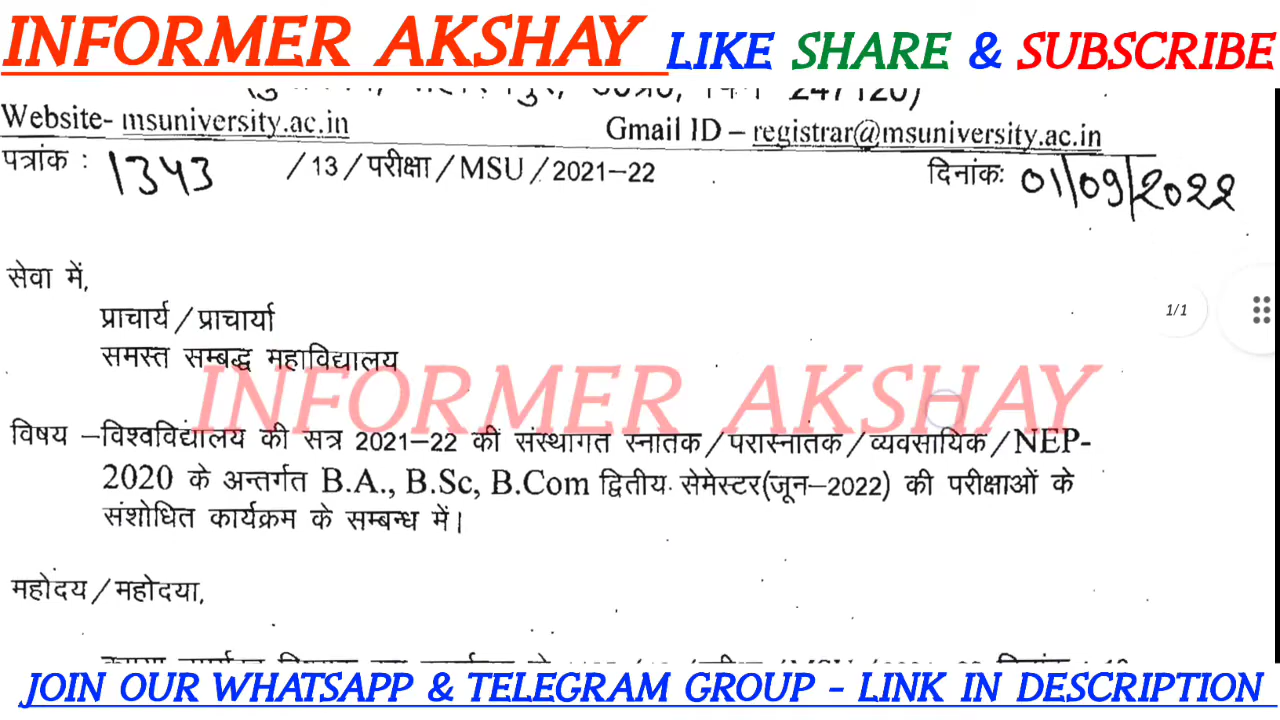 INFORMER AKSHAY LIKE SHARE & SUBSCRIBE
247120)
Website- msuniversity.ac.in Gmail ID – registrar@msuniversity.ac.in
पत्रांक : 1343 /13/परीक्षा/MSU/2021–22 दिनांकः 01/09/2022
सेवा में,
1/1
प्राचार्य/प्राचार्या
समस्त सम्बद्ध महाविद्यालय
INFORMER AKSHAY
विषय –विश्वविद्यालय की सत्र 2021–22 की संस्थागत स्नातक/परास्नातक/व्यवसायिक/NEP-
2020 के अन्तर्गत B.A., B.Sc, B.Com द्वितीय सेमेस्टर(जून–2022) की परीक्षाओं के
संशोधित कार्यक्रम के सम्बन्ध में।
महोदय/महोदया,
JOIN OUR WHATSAPP & TELEGRAM GROUP - LINK IN DESCRIPTION